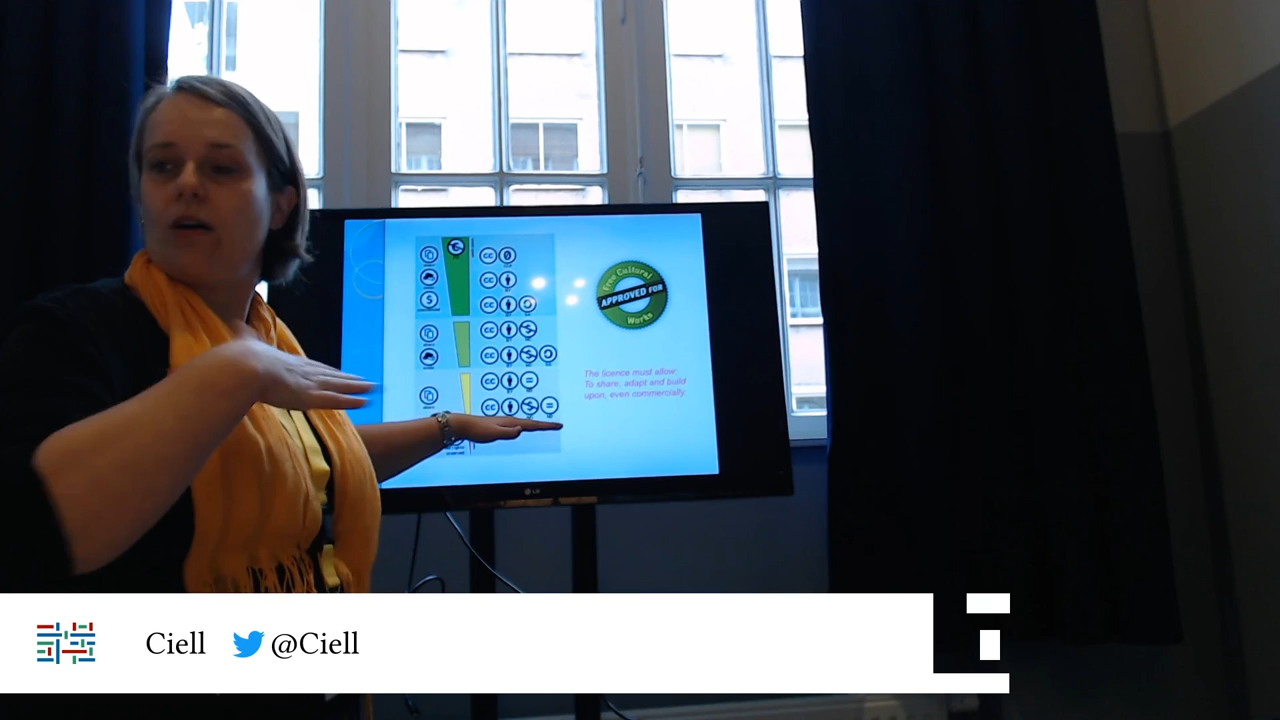 Free Cultural
APPROVED FOR
Works
The licence must allow:
To share, adapt and build
upon, even commercially.
LG
Ciell @Ciell